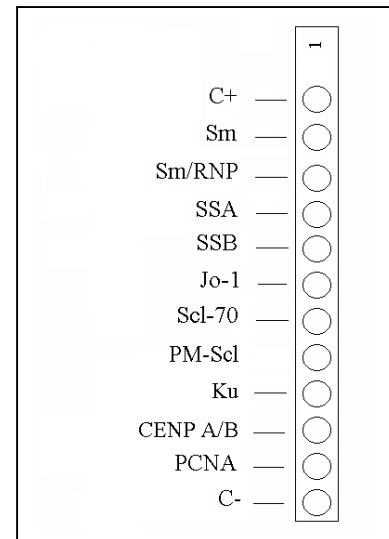 1
C+
Sm
Sm/RNP
SSA
SSB
Jo-1
Scl-70
PM-Scl
Ku
CENP A/B
PCNA
C-